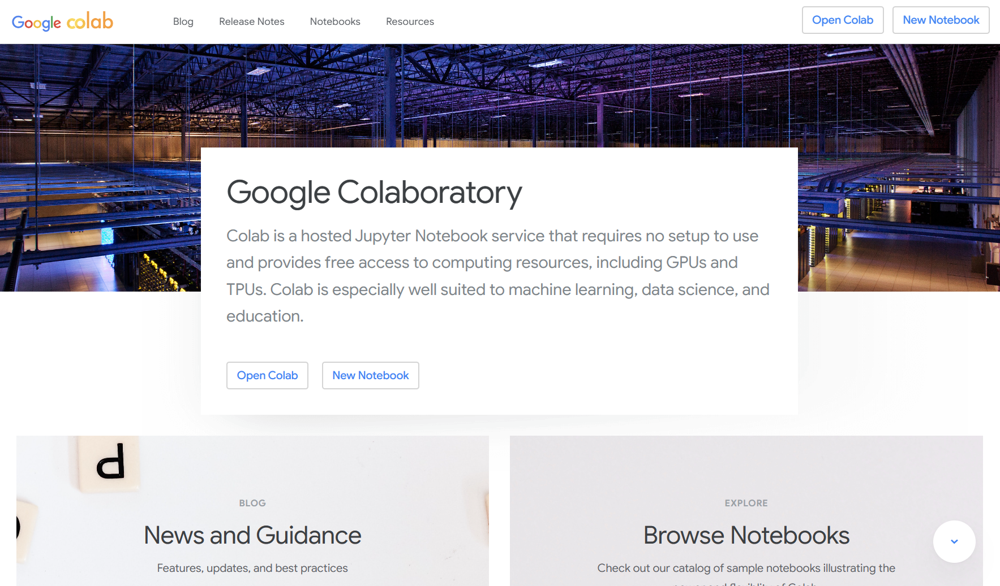 Google colab
Blog
Release Notes
Notebooks
Resources
Open Colab
New Notebook
Google Colaboratory
Colab is a hosted Jupyter Notebook service that requires no setup to use
and provides free access to computing resources, including GPUs and
TPUs. Colab is especially well suited to machine learning, data science, and
education.
Open Colab
New Notebook
BLOG
News and Guidance
Features, updates, and best practices
EXPLORE
Browse Notebooks
Check out our catalog of sample notebooks illustrating the